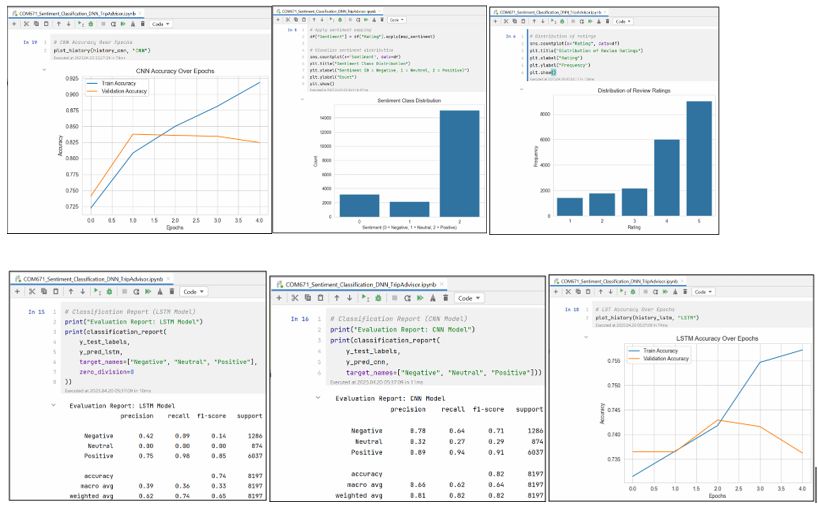 COM671_Sentiment_Classification_DNN_TripAdvisor.ipynb
Code
In 19 1 # CNN Accuracy Over Epochs
2 plot_history(history_cnn, "CNN")
CNN Accuracy Over Epochs
Train Accuracy
Validation Accuracy
Accuracy
0.925
0.900
0.875
0.850
0.825
0.800
0.775
0.750
0.725
0.0 0.5 1.0 1.5 2.0 2.5 3.0 3.5 4.0
Epochs
COM671_Sentiment_Classification_DNN_TripAdvisor.ipynb
Code
# Apply sentiment mapping
df["Sentiment"] = df["Rating"].apply(map_sentiment)
# Visualize sentiment distribution
sns.countplot(x="Sentiment", data=df)
plt.title("Sentiment Class Distribution")
plt.xlabel("Sentiment (0 = Negative, 1 = Neutral, 2 = Positive)")
plt.ylabel("Count")
plt.show()
Sentiment Class Distribution
Count
14000
12000
10000
8000
6000
4000
2000
0
0 1 2
Sentiment (0 = Negative, 1 = Neutral, 2 = Positive)
COM671_Sentiment_Classification_DNN_TripAdvisor.ipynb
Code
# Distribution of ratings
sns.countplot(x="Rating", data=df)
plt.title("Distribution of Review Ratings")
plt.xlabel("Rating")
plt.ylabel("Frequency")
plt.show()
Distribution of Review Ratings
Frequency
8000
6000
4000
2000
0
1 2 3 4 5
Rating
COM671_Sentiment_Classification_DNN_TripAdvisor.ipynb
Code
In 15 1 # Classification Report (LSTM Model)
2 print("Evaluation Report: LSTM Model")
3 print(classification_report(
4 y_test_labels,
5 y_pred_lstm,
6 target_names=["Negative", "Neutral", "Positive"],
7 zero_division=0
8 ))
Executed at 2025.04.20 05:37:09 in 10ms
Evaluation Report: LSTM Model
precision recall f1-score support
Negative 0.42 0.09 0.14 1286
Neutral 0.00 0.00 0.00 874
Positive 0.75 0.98 0.85 6037
accuracy 0.74 8197
macro avg 0.39 0.36 0.33 8197
weighted avg 0.62 0.74 0.65 8197
COM671_Sentiment_Classification_DNN_TripAdvisor.ipynb
Code
In 16 1 # Classification Report (CNN Model)
2 print("Evaluation Report: CNN Model")
3 print(classification_report(
4 y_test_labels,
5 y_pred_cnn,
6 target_names=["Negative", "Neutral", "Positive"]))
Executed at 2025.04.20 05:37:09 in 11ms
Evaluation Report: CNN Model
precision recall f1-score support
Negative 0.78 0.64 0.71 1286
Neutral 0.32 0.27 0.29 874
Positive 0.89 0.94 0.91 6037
accuracy 0.82 8197
macro avg 0.66 0.62 0.64 8197
weighted avg 0.81 0.82 0.82 8197
COM671_Sentiment_Classification_DNN_TripAdvisor.ipynb
Code
In 18 1 # LST Accuracy Over Epochs
2 plot_history(history_lstm, "LSTM")
LSTM Accuracy Over Epochs
Train Accuracy
Validation Accuracy
Accuracy
0.755
0.750
0.745
0.740
0.735
0.0 0.5 1.0 1.5 2.0 2.5 3.0 3.5 4.0
Epochs